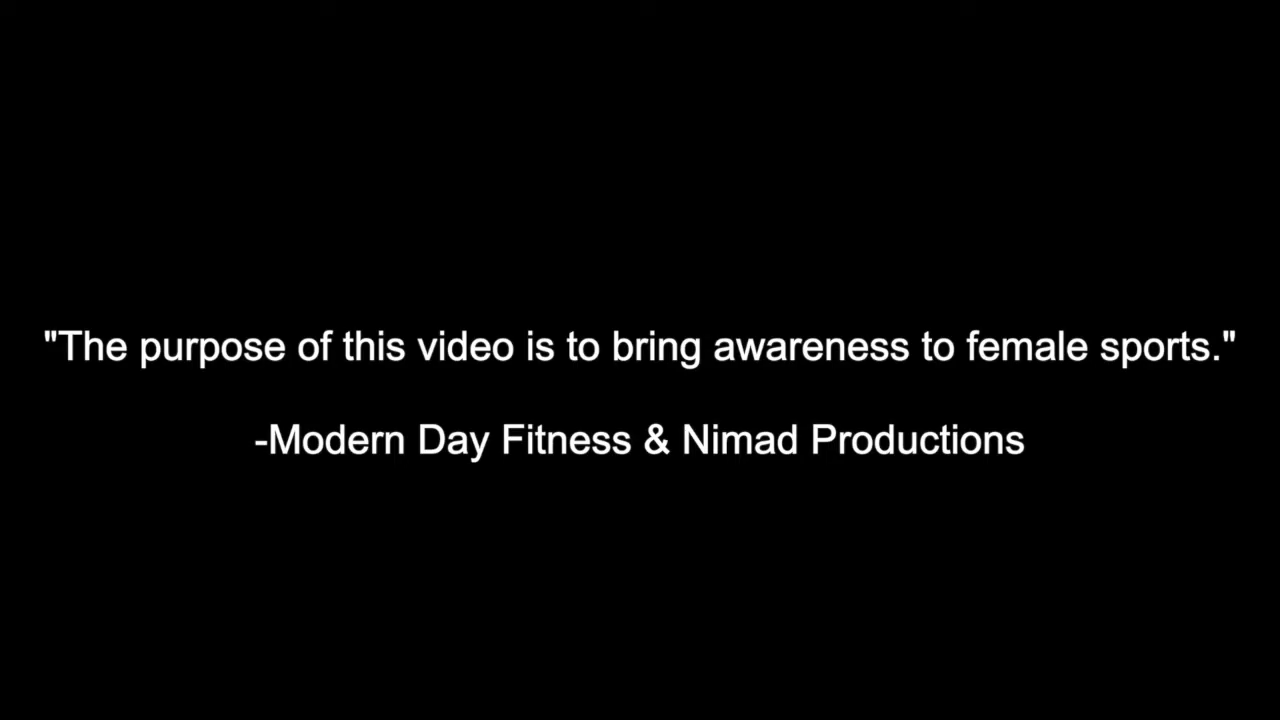 "The purpose of this video is to bring awareness to female sports."
-Modern Day Fitness & Nimad Productions